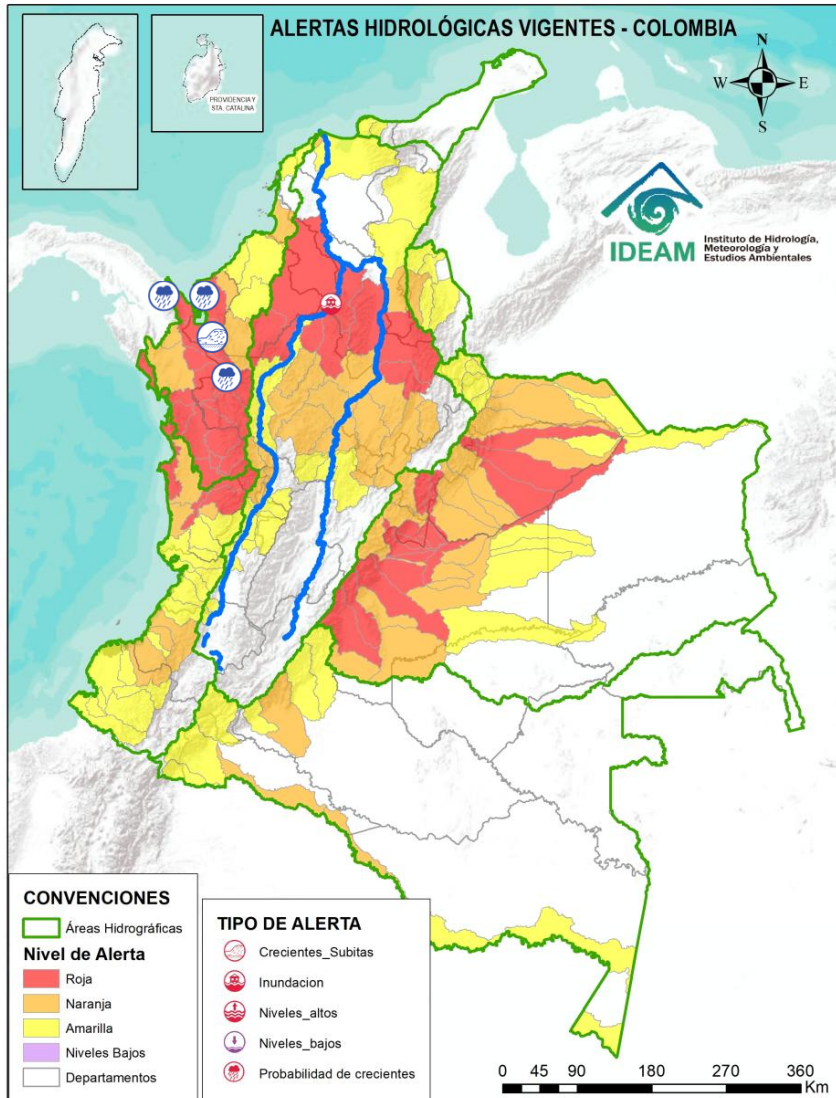 ALERTAS HIDROLÓGICAS VIGENTES - COLOMBIA
PROVIDENCIA Y
STA. CATALINA
N
W
E
S
IDEAM
Instituto de Hidrología,
Meteorología y
Estudios Ambientales
CONVENCIONES
Áreas Hidrográficas
Nivel de Alerta
Roja
Naranja
Amarilla
Niveles Bajos
Departamentos
TIPO DE ALERTA
Crecientes_Subitas
Inundacion
Niveles_altos
Niveles_bajos
Probabilidad de crecientes
0 45 90 180 270 360
Km